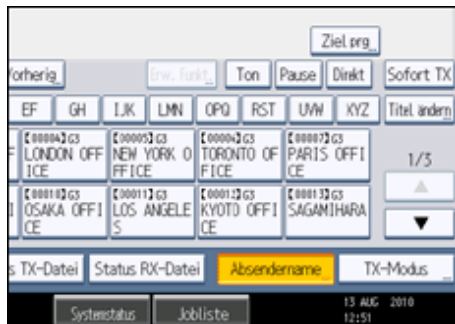 Ziel prg.
Vorherig. Erw. Funkt. Ton Pause Direkt Sofort TX
EF GH IJK LMN OPQ RST UVW XYZ Titel ändern
[00004]G3 [00005]G3 [00006]G3 [00007]G3
LONDON OFF NEW YORK O TORONTO OF PARIS OFFI 1/3
ICE FFICE FICE CE
[00010]G3 [00011]G3 [00012]G3 [00013]G3
OSAKA OFFI LOS ANGELE KYOTO OFFI SAGAMIHARA
CE S CE
s TX-Datei Status RX-Datei Absendername TX-Modus
Systemstatus Jobliste 13 AUG 2010
12:51